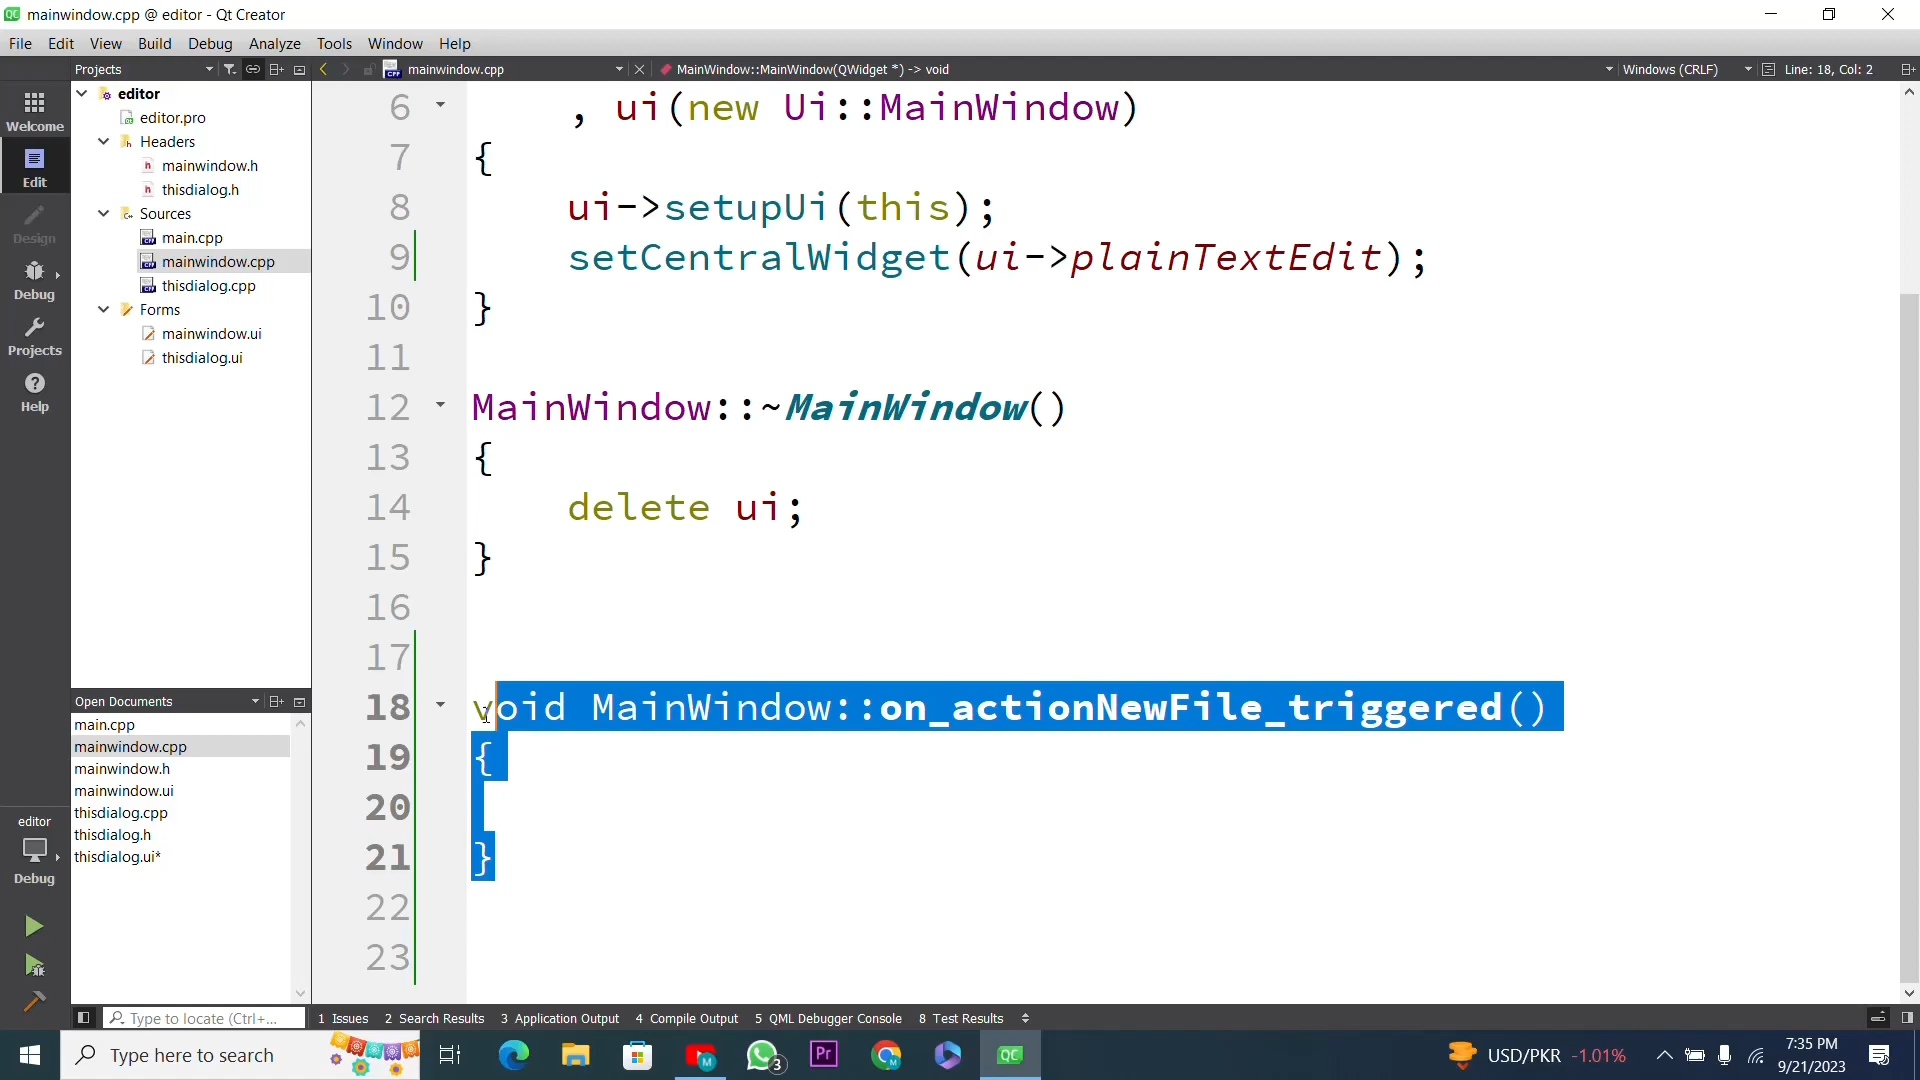 mainwindow.cpp @ editor - Qt Creator
File Edit View Build Debug Analyze Tools Window Help
Projects mainwindow.cpp MainWindow::MainWindow(QWidget *) -> void Windows (CRLF) Line: 18, Col: 2
Welcome
Edit
Design
Debug
Projects
Help
editor
Debug
editor
editor.pro
Headers
mainwindow.h
thisdialog.h
Sources
main.cpp
mainwindow.cpp
thisdialog.cpp
Forms
mainwindow.ui
thisdialog.ui
Open Documents
main.cpp
mainwindow.cpp
mainwindow.h
mainwindow.ui
thisdialog.cpp
thisdialog.h
thisdialog.ui*
6 , ui(new Ui::MainWindow)
7 {
8 ui->setupUi(this);
9 setCentralWidget(ui->plainTextEdit);
10 }
11
12 MainWindow::~MainWindow()
13 {
14 delete ui;
15 }
16
17
18 void MainWindow::on_actionNewFile_triggered()
19 {
20
21 }
22
23
Type to locate (Ctrl+... 1 Issues 2 Search Results 3 Application Output 4 Compile Output 5 QML Debugger Console 8 Test Results
Type here to search
3
Pr
QC
USD/PKR -1.01%
7:35 PM
9/21/2023